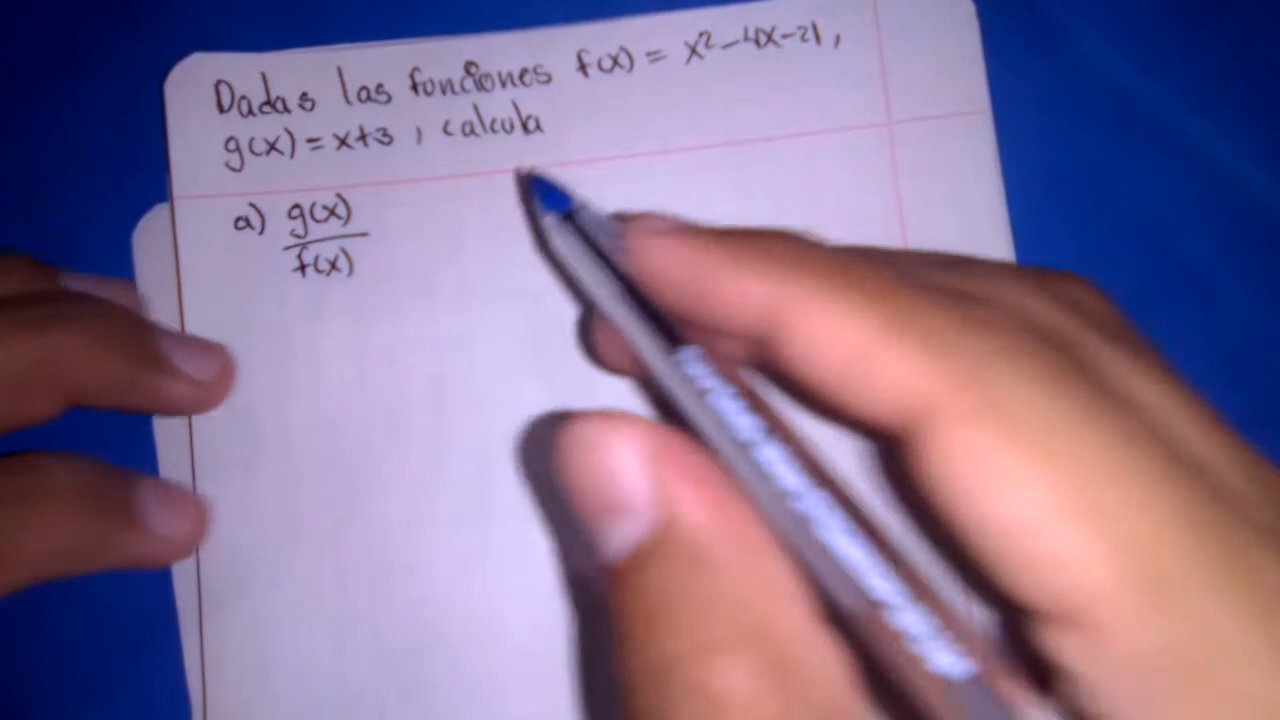 Dadas las funciones f(x) = x² - 4x - 21 ,
g(x) = x+3 , calcula
a) g(x)
f(x)